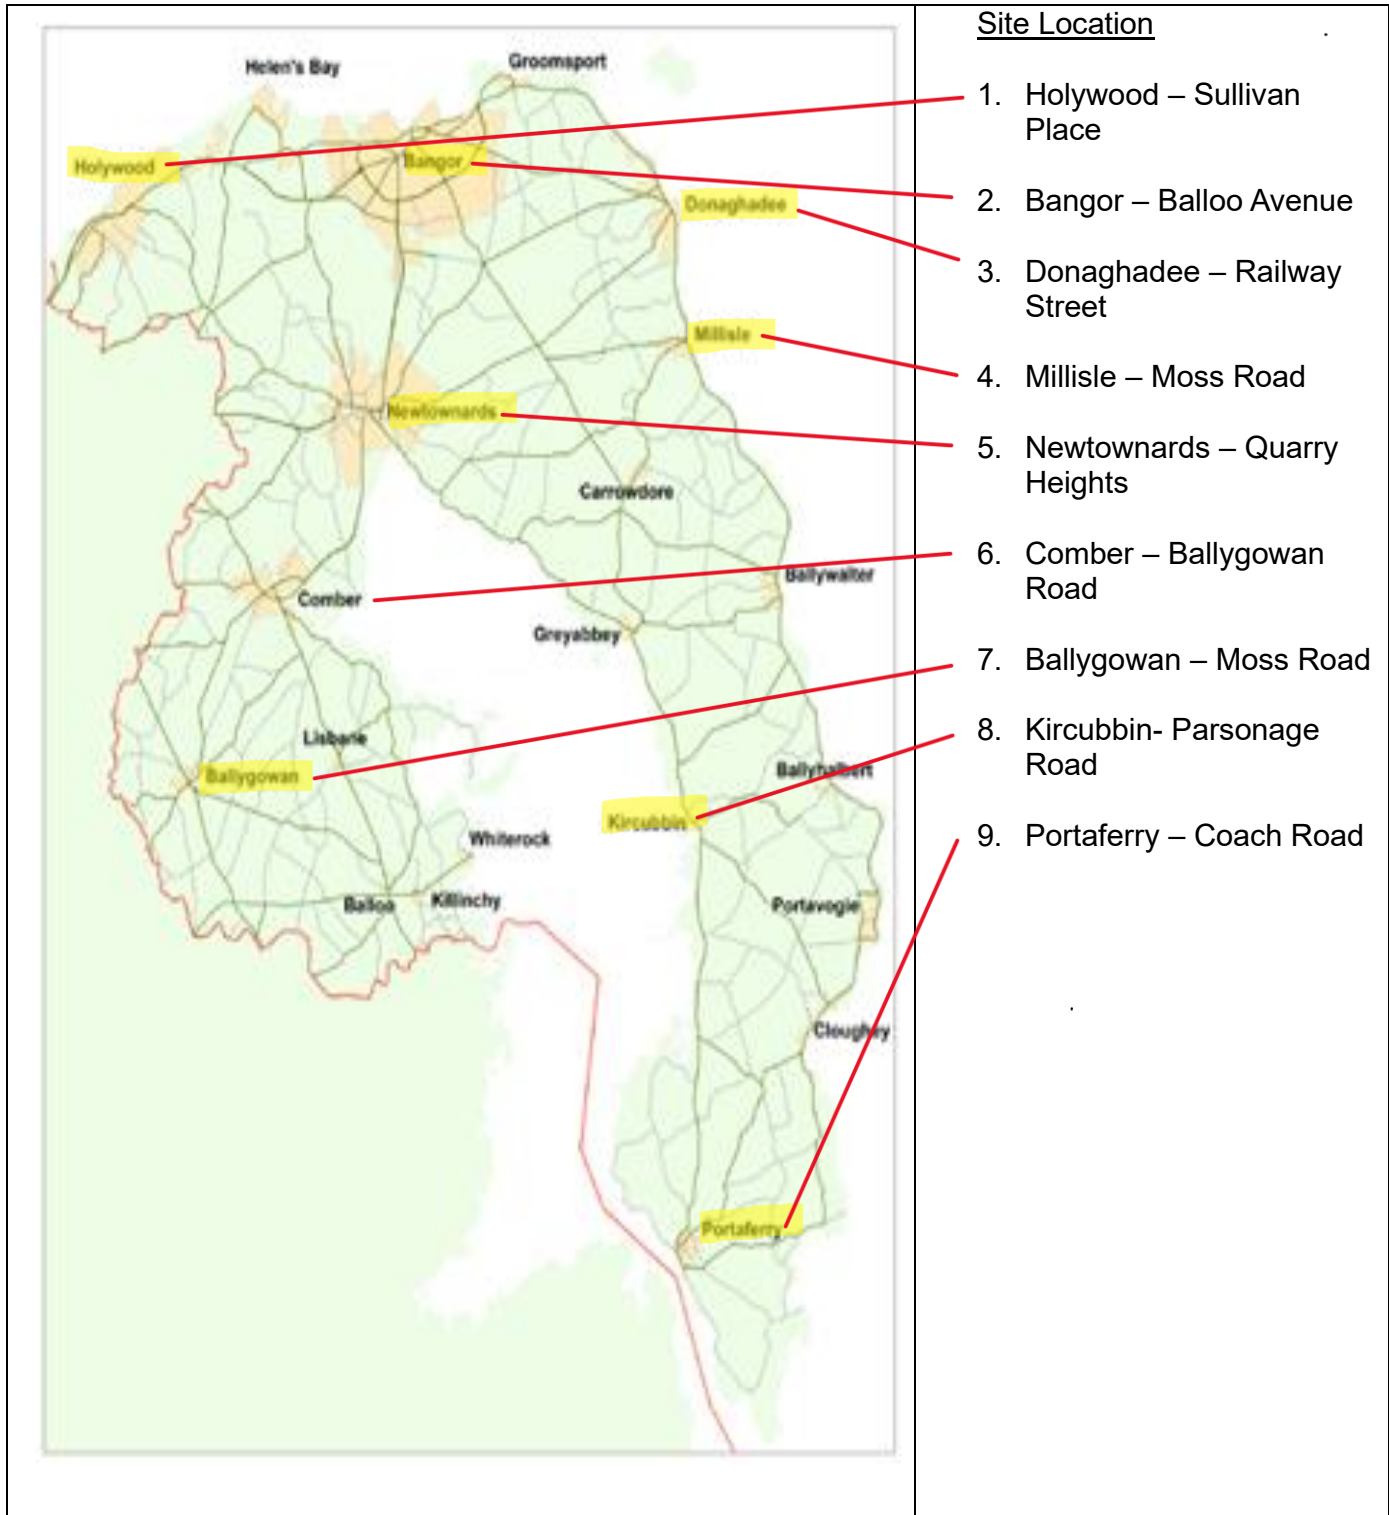 Helen's Bay
Groomsport
Holywood
Bangor
Donaghadee
Millisle
Newtownards
Carrowdore
Ballywalter
Comber
Greyabbey
Lisbane
Ballygowan
Ballyhalbert
Kircubbin
Whiterock
Balloo
Killinchy
Portavogie
Cloughey
Portaferry
Site Location
1. Holywood – Sullivan
Place
2. Bangor – Balloo Avenue
3. Donaghadee – Railway
Street
4. Millisle – Moss Road
5. Newtownards – Quarry
Heights
6. Comber – Ballygowan
Road
7. Ballygowan – Moss Road
8. Kircubbin- Parsonage
Road
9. Portaferry – Coach Road